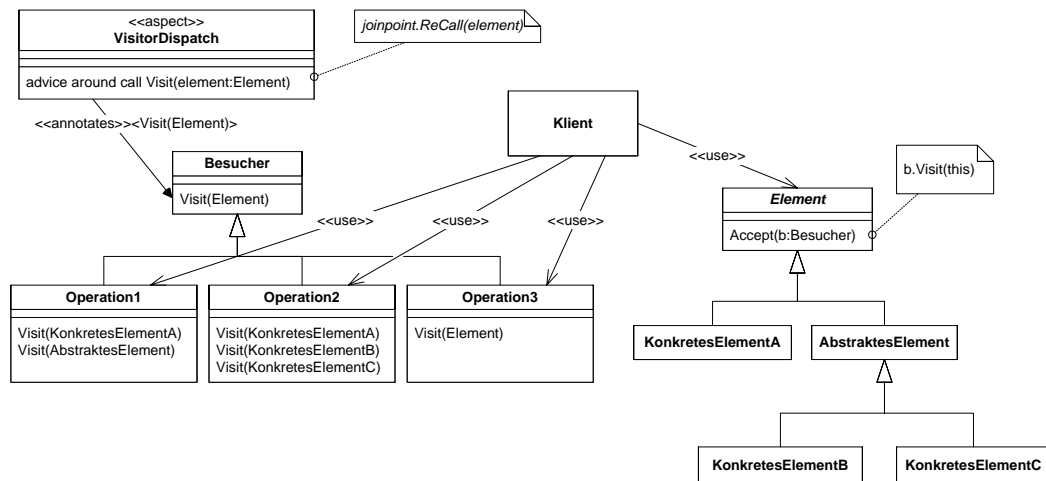 <<aspect>>
VisitorDispatch
advice around call Visit(element:Element)
joinpoint.ReCall(element)
<<annotates>><Visit(Element)>
Besucher
Visit(Element)
Klient
<<use>>
b.Visit(this)
Element
Accept(b:Besucher)
<<use>>
<<use>>
<<use>>
Operation1
Visit(KonkretesElementA)
Visit(AbstraktesElement)
Operation2
Visit(KonkretesElementA)
Visit(KonkretesElementB)
Visit(KonkretesElementC)
Operation3
Visit(Element)
KonkretesElementA
AbstraktesElement
KonkretesElementB
KonkretesElementC